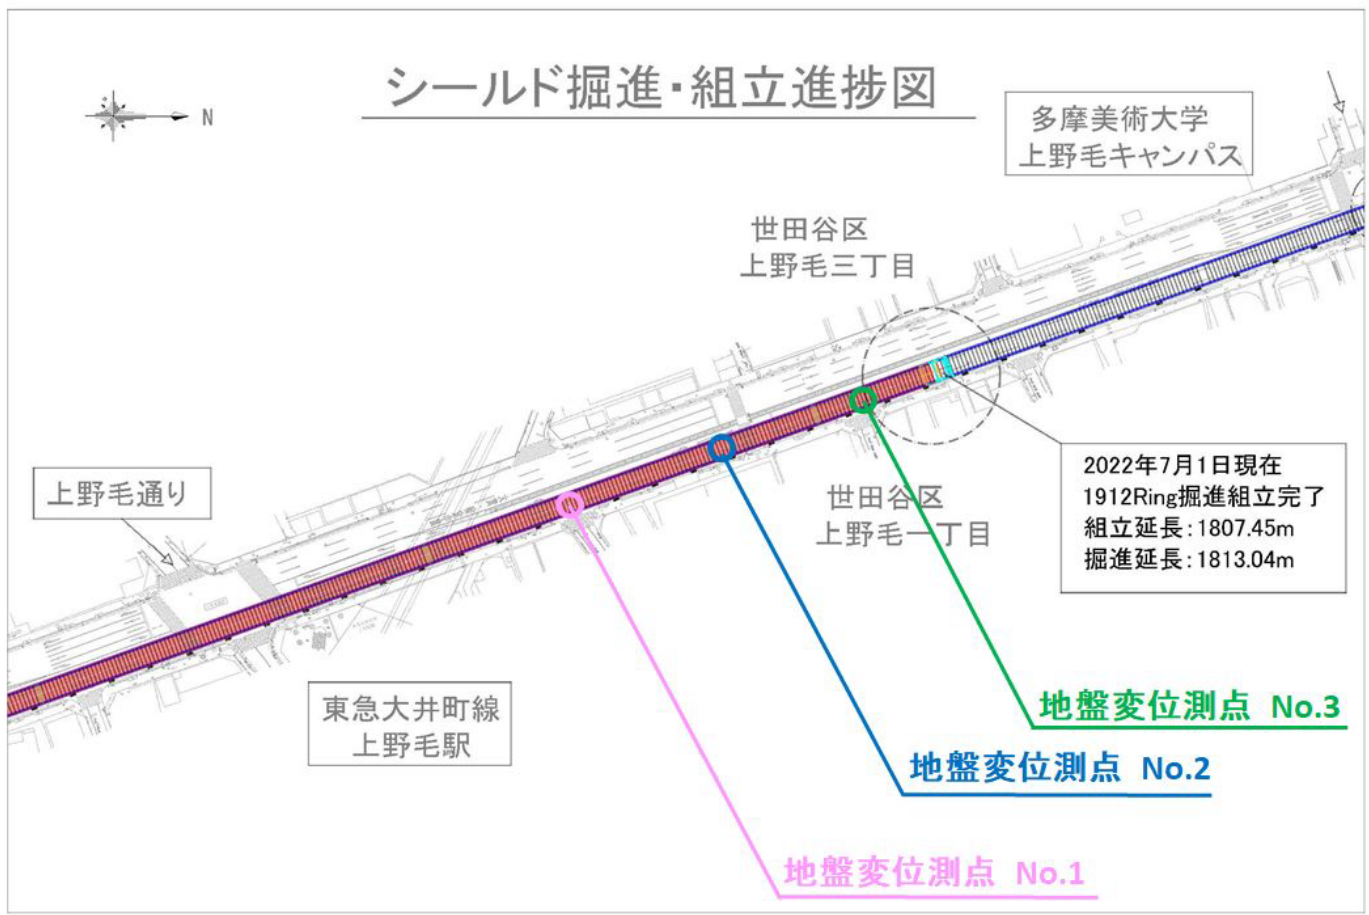 シールド掘進・組立進捗図
N
多摩美術大学
上野毛キャンパス
世田谷区
上野毛三丁目
上野毛通り
世田谷区
上野毛一丁目
2022年7月1日現在
1912Ring掘進組立完了
組立延長:1807.45m
掘進延長:1813.04m
東急大井町線
上野毛駅
地盤変位測点 No.3
地盤変位測点 No.2
地盤変位測点 No.1